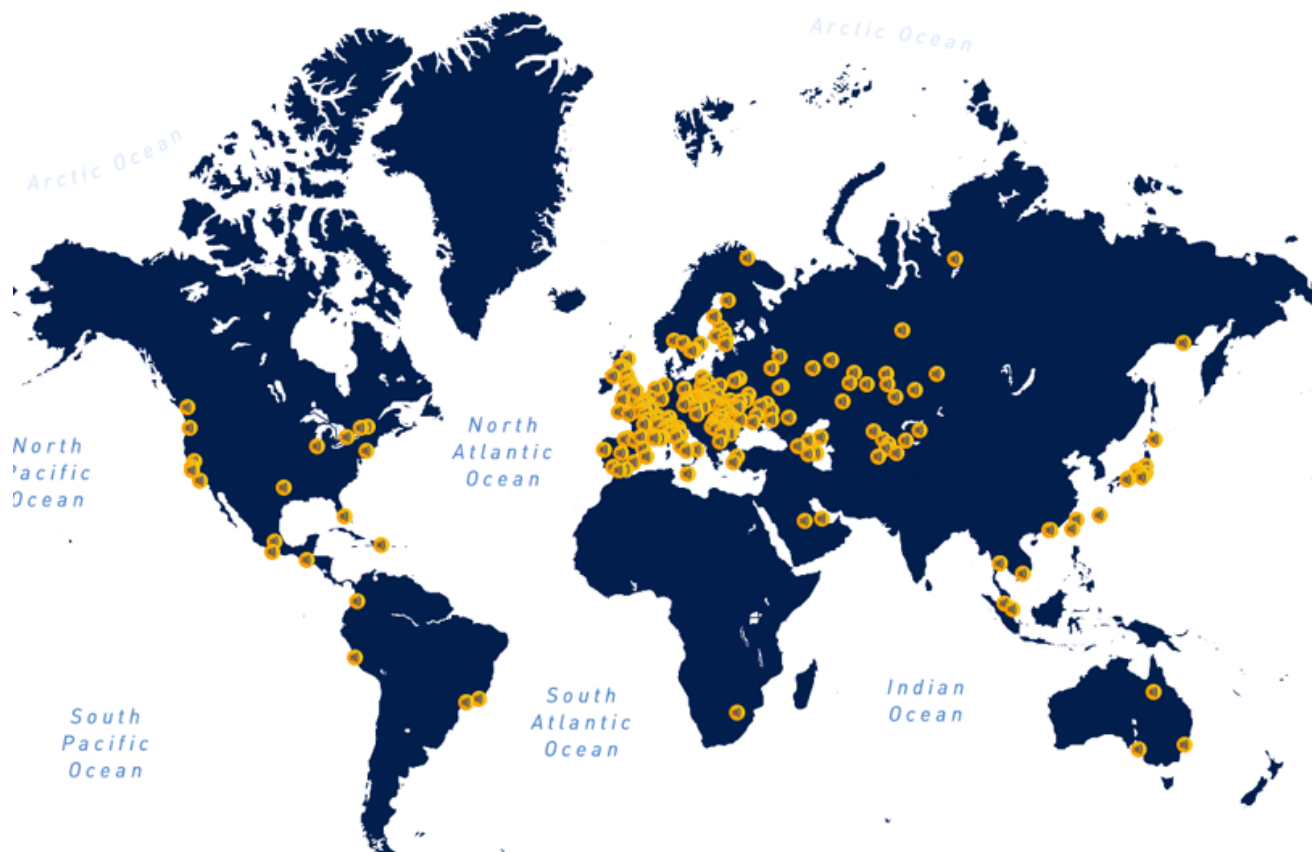 Arctic Ocean
Arctic Ocean
North
Pacific
Ocean
North
Atlantic
Ocean
South
Pacific
Ocean
South
Atlantic
Ocean
Indian
Ocean